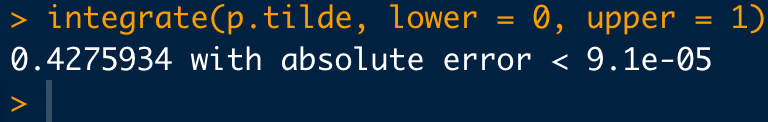 > integrate(p.tilde, lower = 0, upper = 1)
0.4275934 with absolute error < 9.1e-05
>